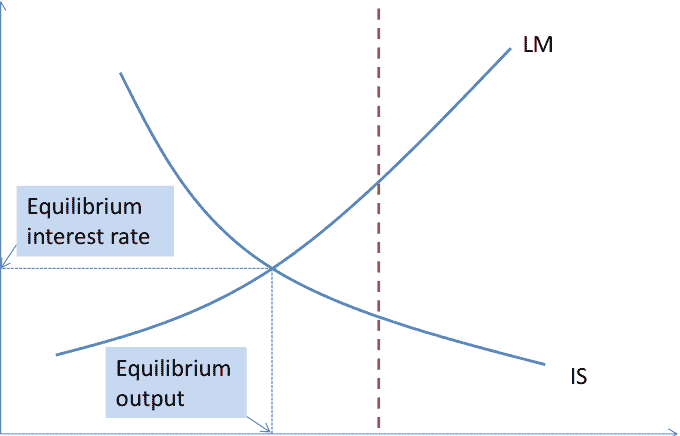 LM
Equilibrium
interest rate
Equilibrium
output
IS